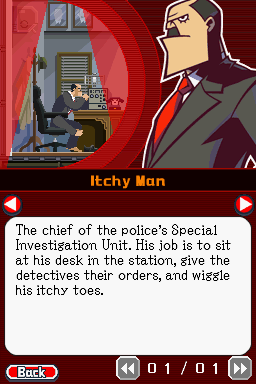 Itchy Man
The chief of the police's Special
Investigation Unit. His job is to sit
at his desk in the station, give the
detectives their orders, and wiggle
his itchy toes.
Back
01/01